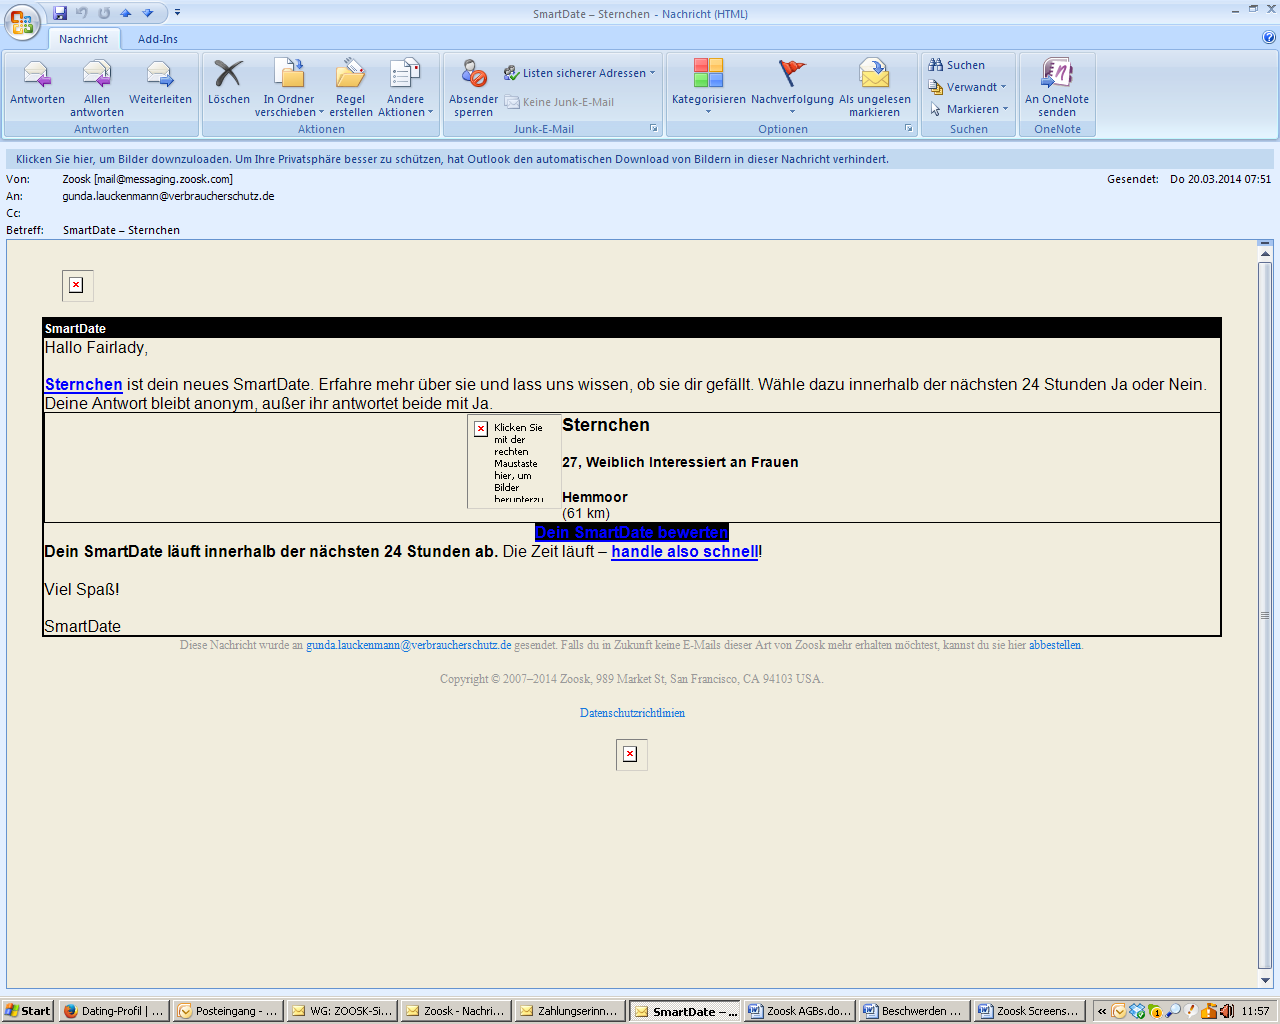 SmartDate – Sternchen - Nachricht (HTML)
Nachricht Add-Ins
Antworten Allen antworten Weiterleiten
Antworten
Löschen In Ordner verschieben Regel erstellen Andere Aktionen
Aktionen
Absender sperren Listen sicherer Adressen
Keine Junk-E-Mail
Junk-E-Mail
Kategorisieren Nachverfolgung Als ungelesen markieren
Optionen
Suchen
Verwandt
Markieren
Suchen
An OneNote senden
OneNote
Klicken Sie hier, um Bilder downzuloaden. Um Ihre Privatsphäre besser zu schützen, hat Outlook den automatischen Download von Bildern in dieser Nachricht verhindert.
Von: Zoosk [mail@messaging.zoosk.com] Gesendet: Do 20.03.2014 07:51
An: gunda.lauckenmann@verbraucherschutz.de
Cc:
Betreff: SmartDate – Sternchen
SmartDate
Hallo Fairlady,
Sternchen ist dein neues SmartDate. Erfahre mehr über sie und lass uns wissen, ob sie dir gefällt. Wähle dazu innerhalb der nächsten 24 Stunden Ja oder Nein.
Deine Antwort bleibt anonym, außer ihr antwortet beide mit Ja.
Klicken Sie
mit der
rechten
Maustaste
hier, um
Bilder
herunterzu
Sternchen
27, Weiblich Interessiert an Frauen
Hemmoor
(61 km)
Dein SmartDate bewerten
Dein SmartDate läuft innerhalb der nächsten 24 Stunden ab. Die Zeit läuft – handle also schnell!
Viel Spaß!
SmartDate
Diese Nachricht wurde an gunda.lauckenmann@verbraucherschutz.de gesendet. Falls du in Zukunft keine E-Mails dieser Art von Zoosk mehr erhalten möchtest, kannst du sie hier abbestellen.
Copyright © 2007–2014 Zoosk, 989 Market St, San Francisco, CA 94103 USA.
Datenschutzrichtlinien
Start Dating-Profil | ... Posteingang - ... WG: ZOOSK-Si... Zoosk - Nachri... Zahlungserinn... SmartDate – ... Zoosk AGBs.do... Beschwerden ... Zoosk Screens... « 11:57